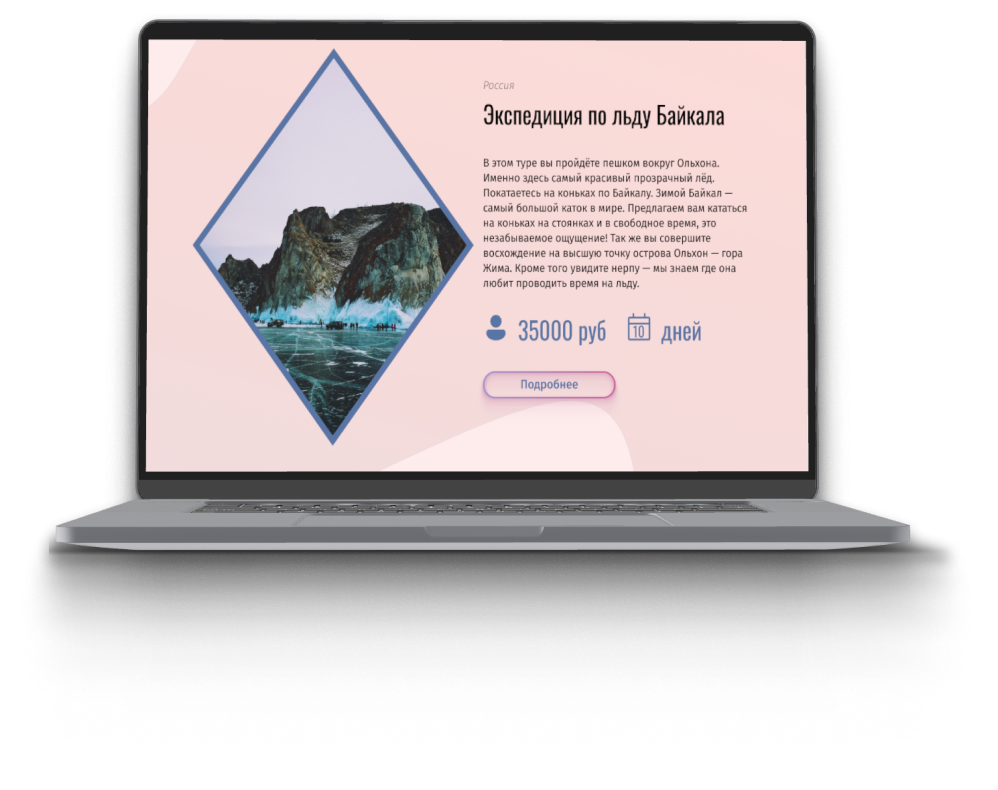 Россия
Экспедиция по льду Байкала
В этом туре вы пройдёте пешком вокруг Ольхона.
Именно здесь самый красивый прозрачный лёд.
Покатаетесь на коньках по Байкалу. Зимой Байкал —
самый большой каток в мире. Предлагаем вам кататься
на коньках на стоянках и в свободное время, это
незабываемое ощущение! Так же вы совершите
восхождение на высшую точку острова Ольхон — гора
Жима. Кроме того увидите нерпу — мы знаем где она
любит проводить время на льду.
35000 руб 10 дней
Подробнее